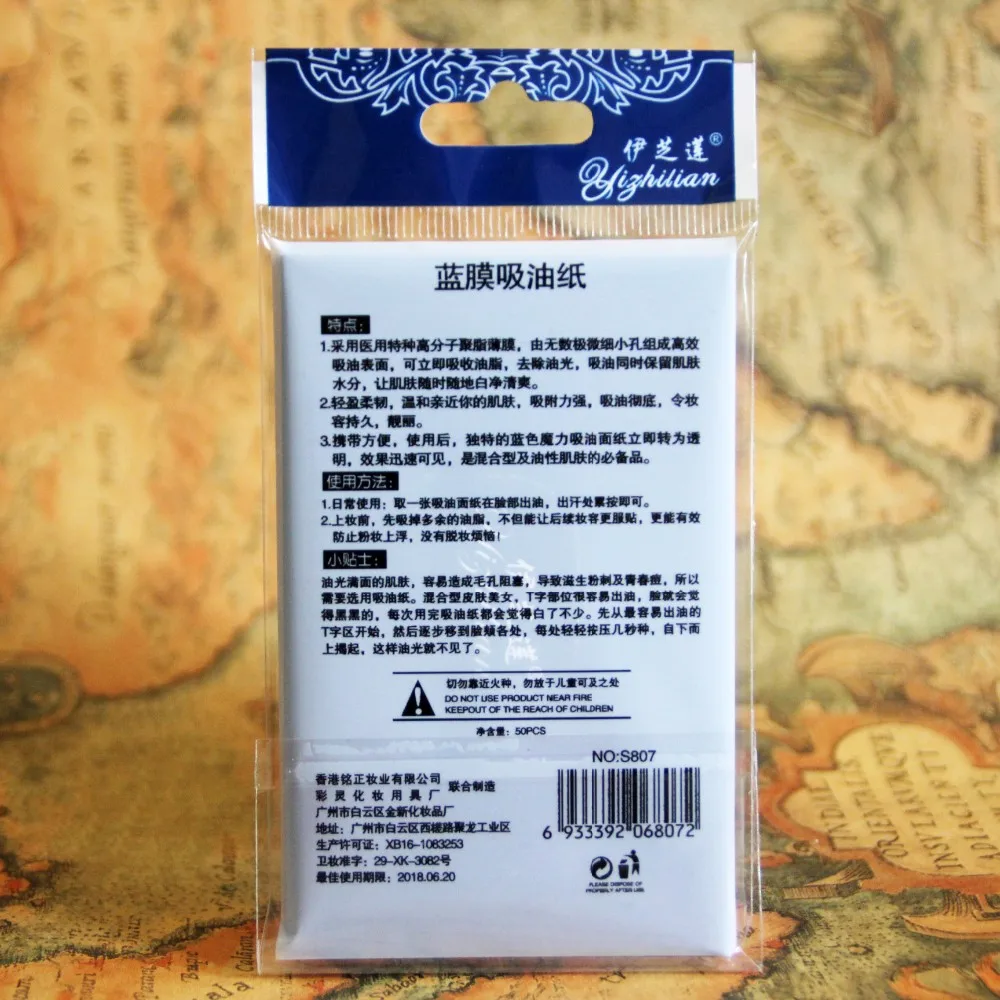 伊芝莲®
Yizhilian
蓝膜吸油纸
特点:
1.采用医用特种高分子聚脂薄膜，由无数极微细小孔组成高效
吸油表面，可立即吸收油脂，去除油光，吸油同时保留肌肤
水分，让肌肤随时随地白净清爽。
2.轻盈柔韧，温和亲近你的肌肤，吸附力强，吸油彻底，令妆
容持久，靓丽。
3.携带方便，使用后，独特的蓝色魔力吸油面纸立即转为透
明，效果迅速可见，是混合型及油性肌肤的必备品。
使用方法:
1.日常使用：取一张吸油面纸在脸部出油，出汗处紧按即可。
2.上妆前，先吸掉多余的油脂，不但能让后续妆容更服贴，更能有效
防止粉妆上浮，没有脱妆烦恼！
小贴士:
油光满面的肌肤，容易造成毛孔阻塞，导致滋生粉刺及青春痘，所以
需要选用吸油纸。混合型皮肤美女，T字部位很容易出油，脸就会觉
得黑黑的，每次用完吸油纸都会觉得白了不少。先从最容易出油的
T字区开始，然后逐步移到脸颊各处，每处轻轻按压几秒种，自下而
上揭起，这样油光就不见了。
切勿靠近火种，勿放于儿童可及之处
DO NOT USE PRODUCT NEAR FIRE
KEEPOUT OF THE REACH OF CHILDREN
净含量：50PCS
NO:S807
香港铭正妆业有限公司
彩灵化妆用具厂 联合制造
广州市白云区金新化妆品厂
地址：广州市白云区西槎路聚龙工业区
生产许可证：XB16-1083253
卫妆准字：29-XK-3082号
最佳使用期限：2018.06.20
6 933392 068072
PLEASE DISPOSE OF
PROPERLY AFTER USE